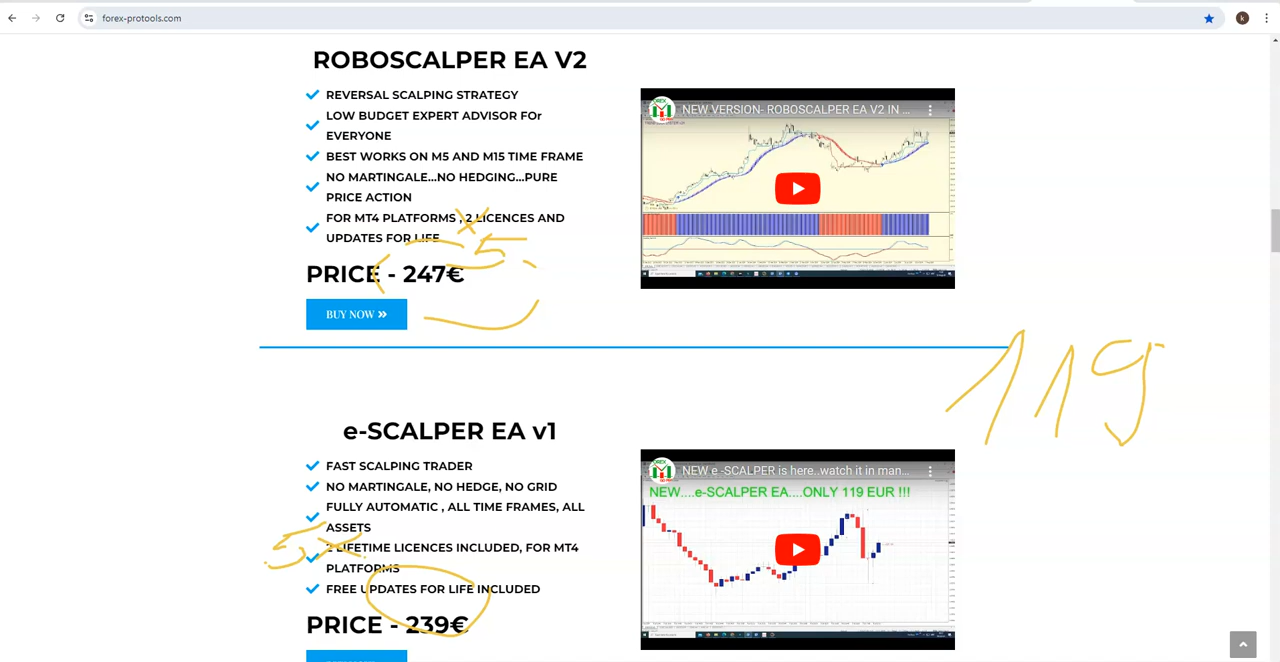 forex-protools.com
k
ROBOSCALPER EA V2
REVERSAL SCALPING STRATEGY
LOW BUDGET EXPERT ADVISOR FOr
EVERYONE
BEST WORKS ON M5 AND M15 TIME FRAME
NO MARTINGALE...NO HEDGING...PURE
PRICE ACTION
FOR MT4 PLATFORMS , 2 LICENCES AND
UPDATES FOR LIFE
5
PRICE - 247€
BUY NOW »
NEW VERSION- ROBOSCALPER EA V2 IN ...
119
e-SCALPER EA v1
FAST SCALPING TRADER
NO MARTINGALE, NO HEDGE, NO GRID
FULLY AUTOMATIC , ALL TIME FRAMES, ALL
ASSETS
5
2 LIFETIME LICENCES INCLUDED, FOR MT4
PLATFORMS
FREE UPDATES FOR LIFE INCLUDED
PRICE - 239€
NEW e -SCALPER is here..watch it in man...
NEW....e-SCALPER EA....ONLY 119 EUR !!!